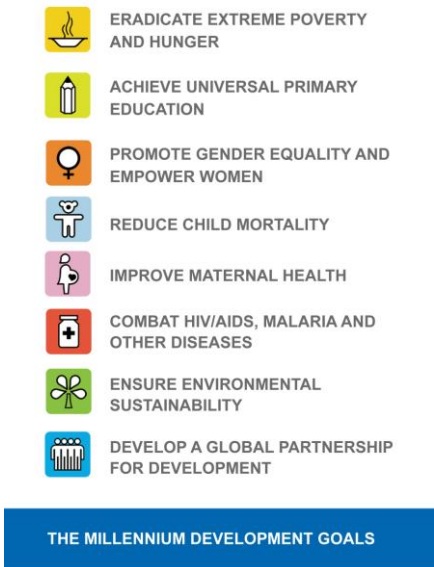 ERADICATE EXTREME POVERTY
AND HUNGER
ACHIEVE UNIVERSAL PRIMARY
EDUCATION
PROMOTE GENDER EQUALITY AND
EMPOWER WOMEN
REDUCE CHILD MORTALITY
IMPROVE MATERNAL HEALTH
COMBAT HIV/AIDS, MALARIA AND
OTHER DISEASES
ENSURE ENVIRONMENTAL
SUSTAINABILITY
DEVELOP A GLOBAL PARTNERSHIP
FOR DEVELOPMENT
THE MILLENNIUM DEVELOPMENT GOALS